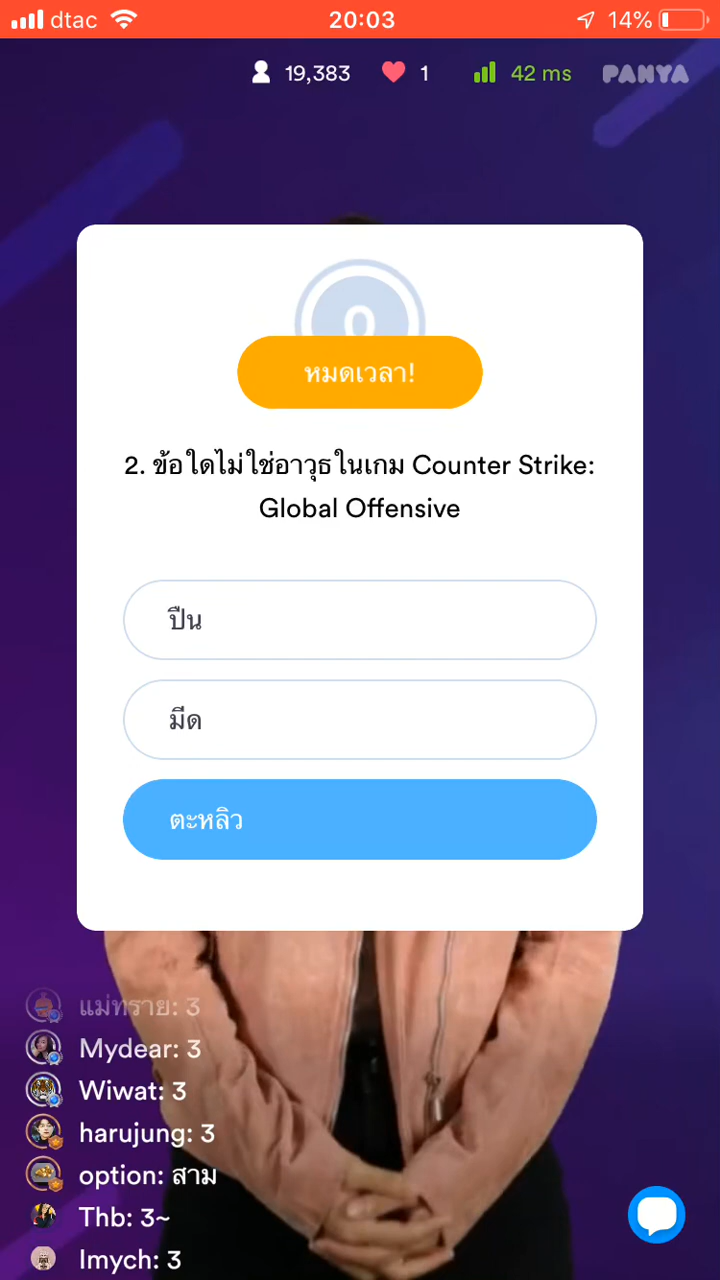 dtac 20:03 14%
19,383 1 42 ms PANYA
0
หมดเวลา!
2. ข้อใดไม่ใช่อาวุธในเกม Counter Strike:
Global Offensive
ปืน
มีด
ตะหลิว
แม่ทราย: 3
Mydear: 3
Wiwat: 3
harujung: 3
option: สาม
Thb: 3~
Imych: 3